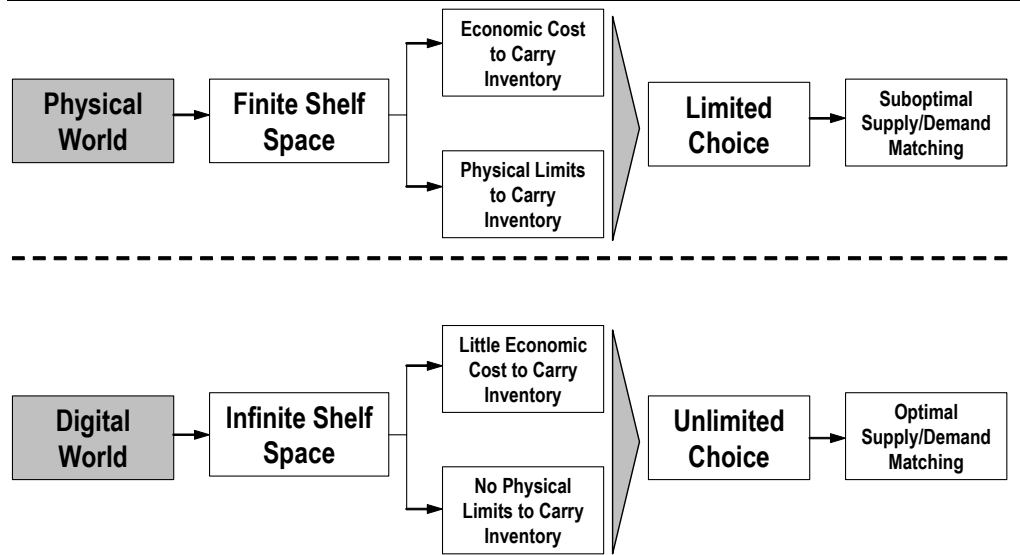 Physical
World
Finite Shelf
Space
Economic Cost
to Carry
Inventory
Physical Limits
to Carry
Inventory
Limited
Choice
Suboptimal
Supply/Demand
Matching
Digital
World
Infinite Shelf
Space
Little Economic
Cost to Carry
Inventory
No Physical
Limits to Carry
Inventory
Unlimited
Choice
Optimal
Supply/Demand
Matching